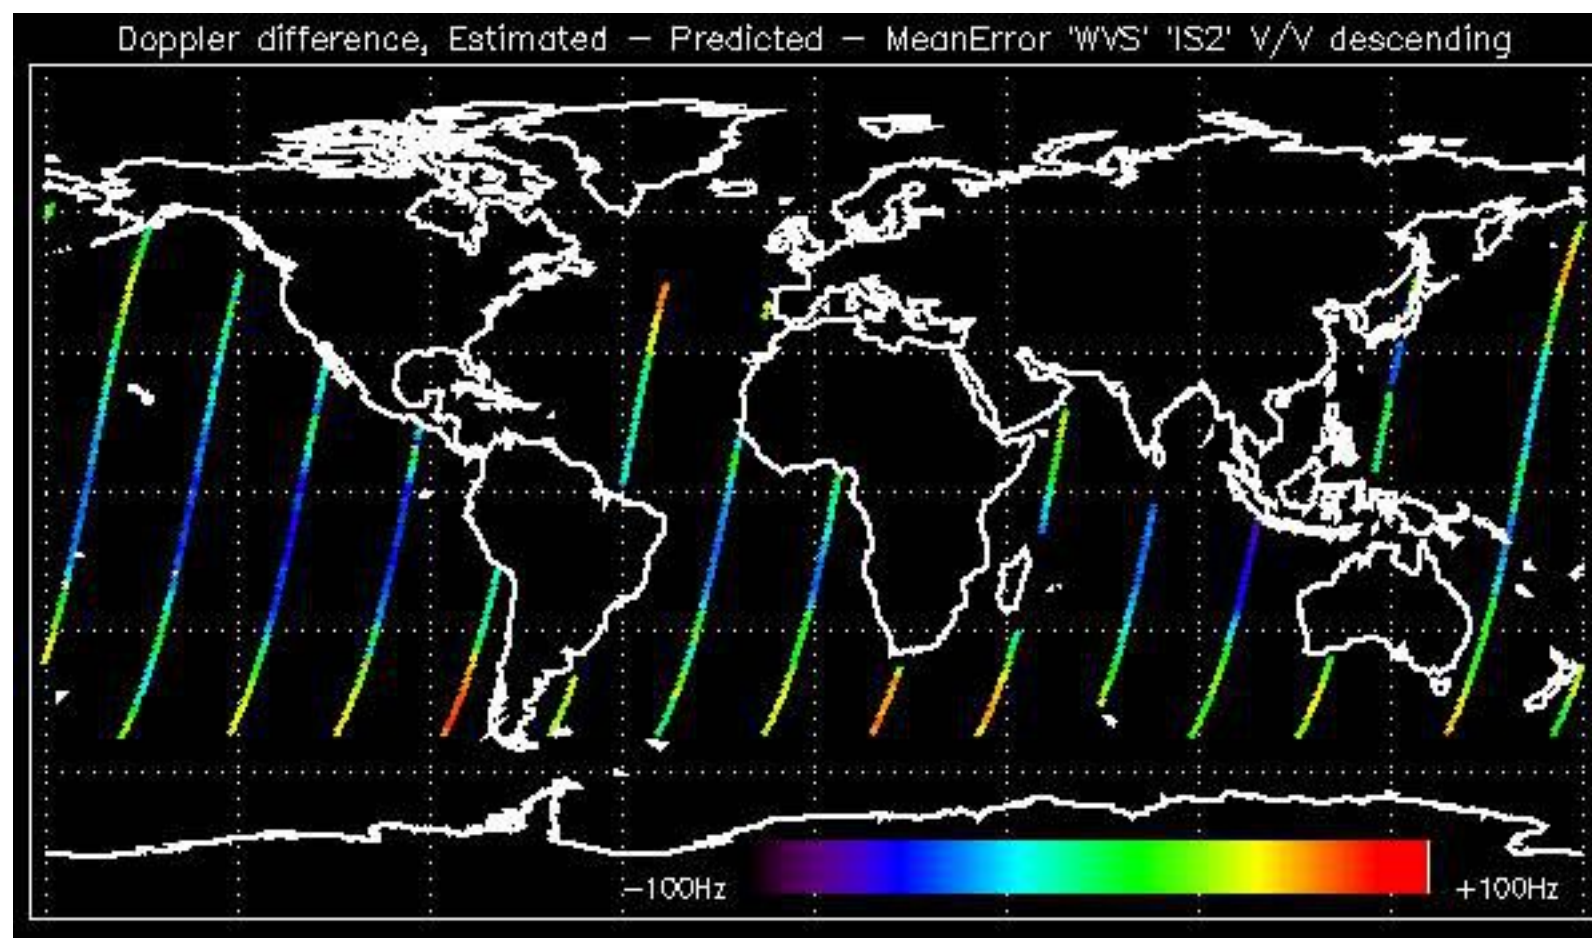 Doppler difference, Estimated – Predicted – MeanError 'WVS' 'IS2' V/V descending
-100Hz
+100Hz